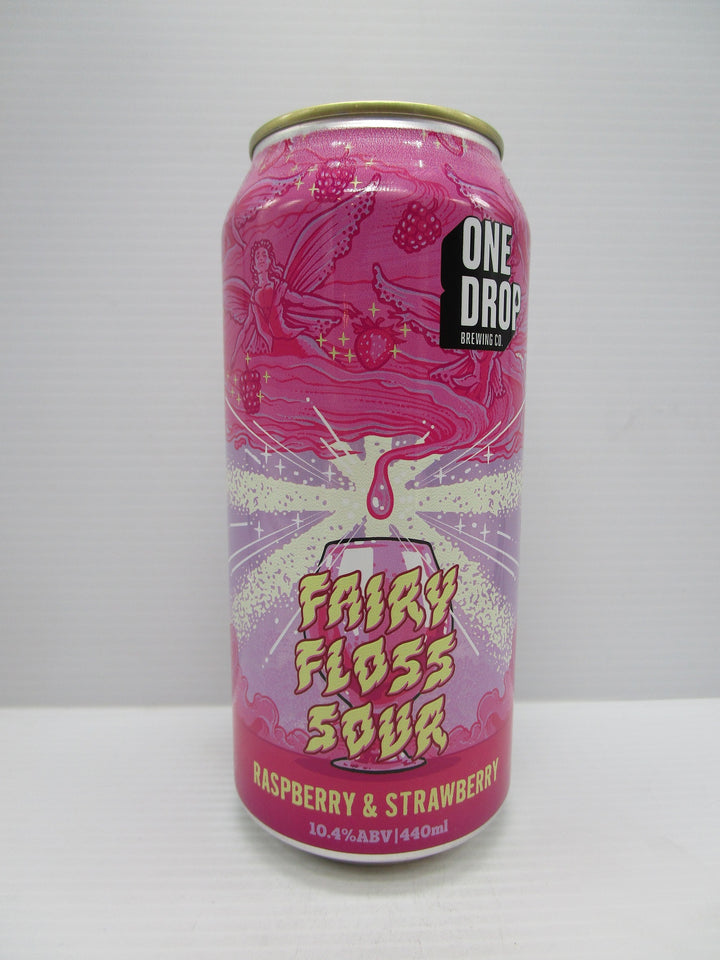 ONE
DROP
BREWING CO.
FAIRY
FLOSS
SOUR
RASPBERRY & STRAWBERRY
10.4%ABV|440ml